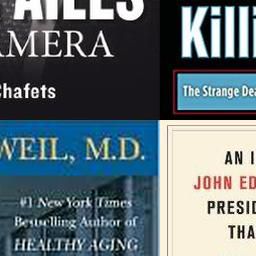 AILES
AMERA
Chafets
Killi
The Strange Dea
WEIL, M.D.
#1 New York Times
Bestselling Author of
HEALTHY AGING
AN I
JOHN ED
PRESID
THA